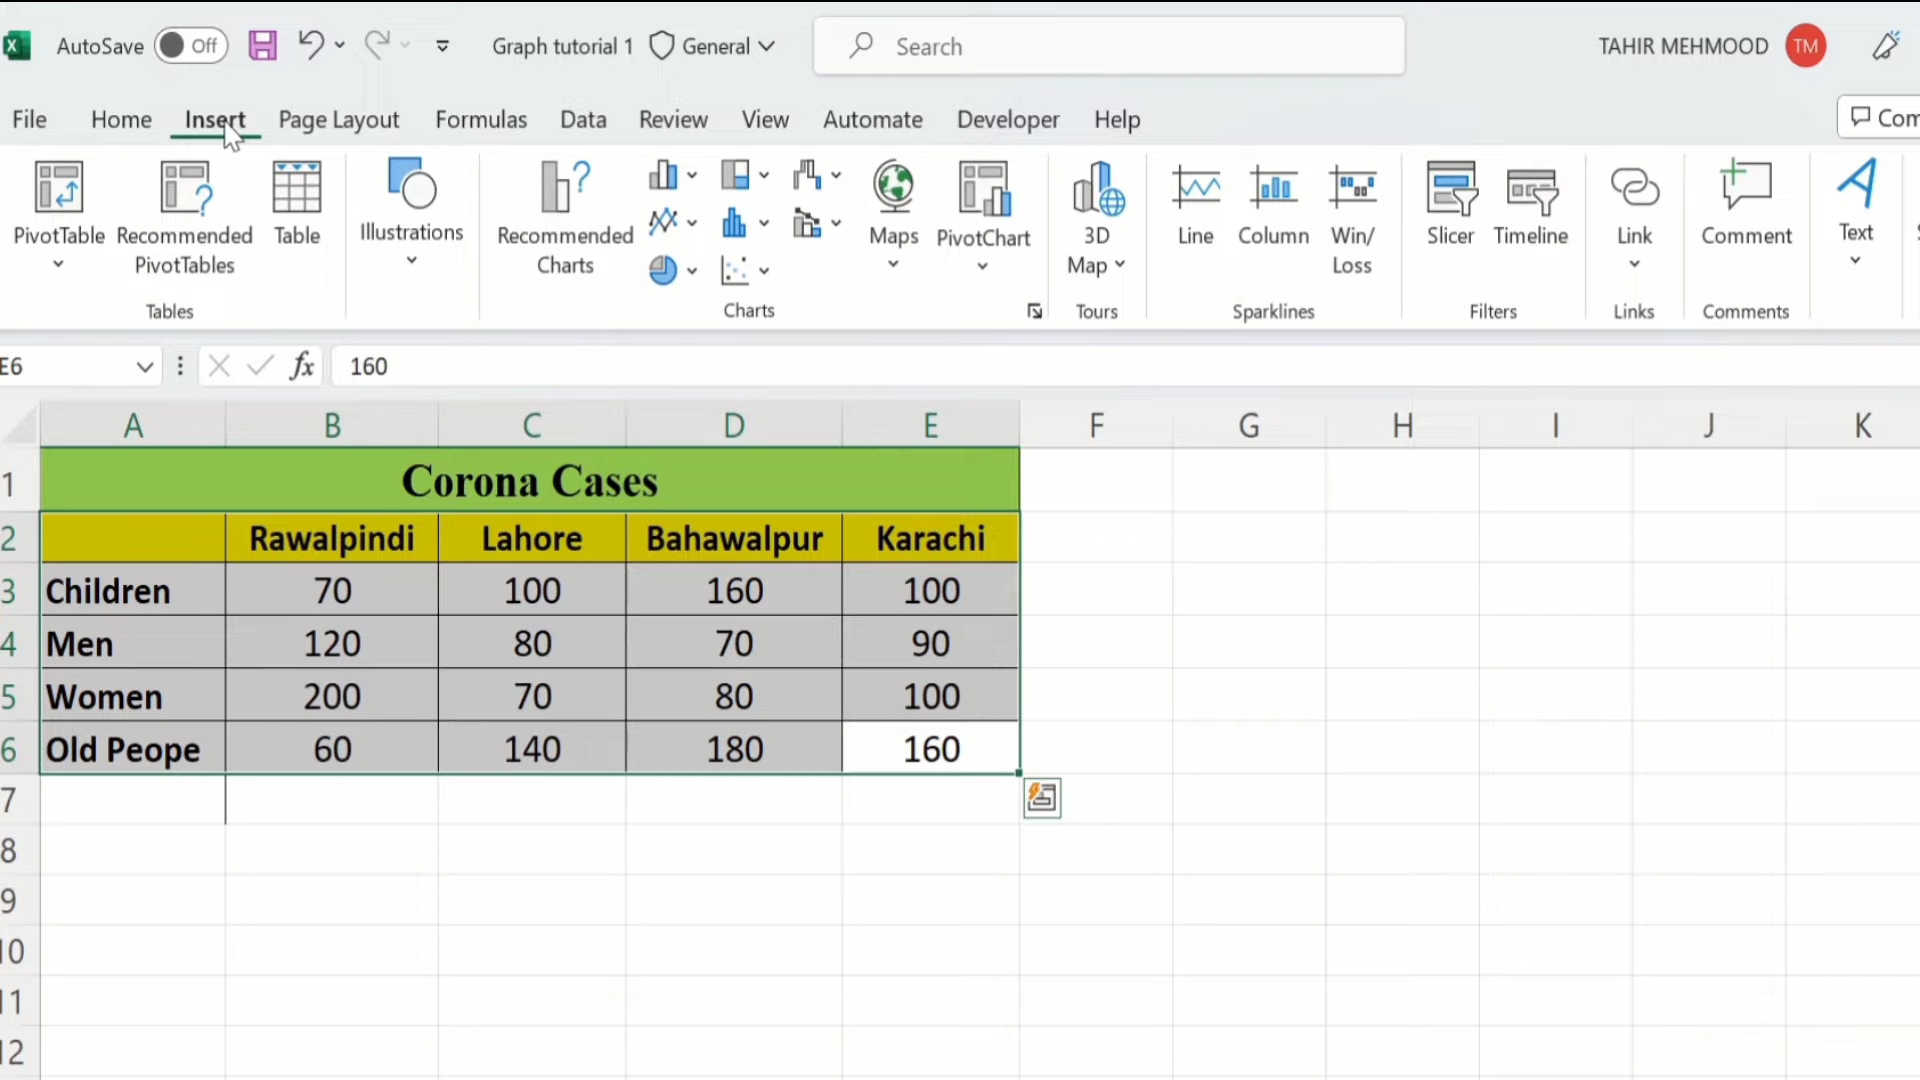 AutoSave Off Graph tutorial 1 General Search TAHIR MEHMOOD TM
File Home Insert Page Layout Formulas Data Review View Automate Developer Help
PivotTable Recommended PivotTables Table Illustrations Recommended Charts Maps PivotChart 3D Map Line Column Win/Loss Slicer Timeline Link Comment Text
Tables Charts Tours Sparklines Filters Links Comments
E6 fx 160
A B C D E F G H I J K
1 Corona Cases
2 Rawalpindi Lahore Bahawalpur Karachi
3 Children 70 100 160 100
4 Men 120 80 70 90
5 Women 200 70 80 100
6 Old Peope 60 140 180 160
7
8
9
10
11
12